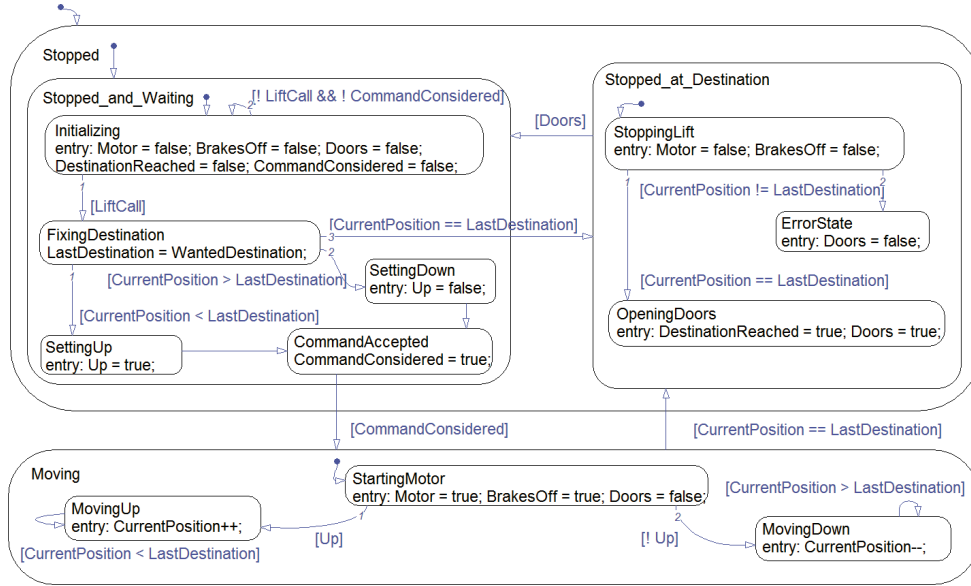 Stopped
Stopped_and_Waiting
2
[! LiftCall && ! CommandConsidered]
Initializing
entry: Motor = false; BrakesOff = false; Doors = false;
DestinationReached = false; CommandConsidered = false;
1
[LiftCall]
FixingDestination
LastDestination = WantedDestination;
3
[CurrentPosition == LastDestination]
2
1
[CurrentPosition > LastDestination]
SettingDown
entry: Up = false;
[CurrentPosition < LastDestination]
SettingUp
entry: Up = true;
CommandAccepted
CommandConsidered = true;
[Doors]
Stopped_at_Destination
StoppingLift
entry: Motor = false; BrakesOff = false;
1
2
[CurrentPosition != LastDestination]
ErrorState
entry: Doors = false;
[CurrentPosition == LastDestination]
OpeningDoors
entry: DestinationReached = true; Doors = true;
[CommandConsidered]
[CurrentPosition == LastDestination]
Moving
StartingMotor
entry: Motor = true; BrakesOff = true; Doors = false;
1
2
[Up]
[! Up]
MovingUp
entry: CurrentPosition++;
[CurrentPosition < LastDestination]
[CurrentPosition > LastDestination]
MovingDown
entry: CurrentPosition--;